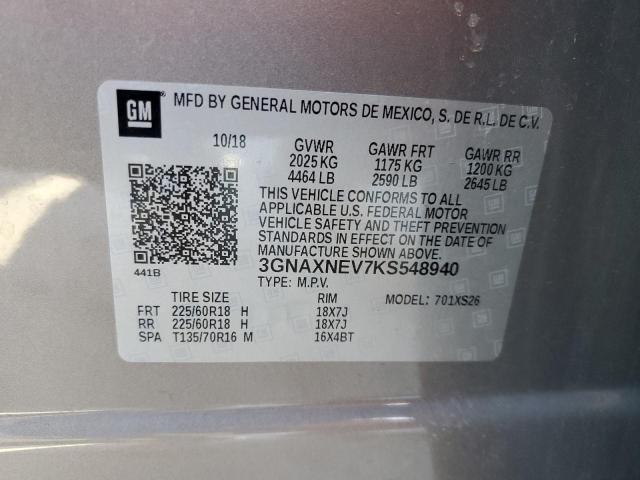 GM ® MFD BY GENERAL MOTORS DE MEXICO, S. DE R.L. DE C.V.
10/18 GVWR GAWR FRT GAWR RR
2025 KG 1175 KG 1200 KG
4464 LB 2590 LB 2645 LB
THIS VEHICLE CONFORMS TO ALL
APPLICABLE U.S. FEDERAL MOTOR
VEHICLE SAFETY AND THEFT PREVENTION
STANDARDS IN EFFECT ON THE DATE OF
MANUFACTURE SHOWN ABOVE.
3GNAXNEV7KS548940
441B
TYPE: M.P.V. MODEL: 701XS26
TIRE SIZE RIM
FRT 225/60R18 H 18X7J
RR 225/60R18 H 18X7J
SPA T135/70R16 M 16X4BT